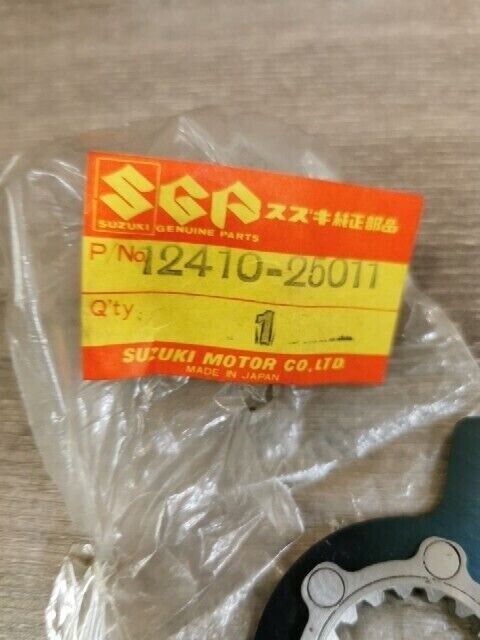 SGP スズキ純正部品
SUZUKI GENUINE PARTS
P/No. 12410-25011
Q'ty 1
SUZUKI MOTOR CO., LTD.
MADE IN JAPAN